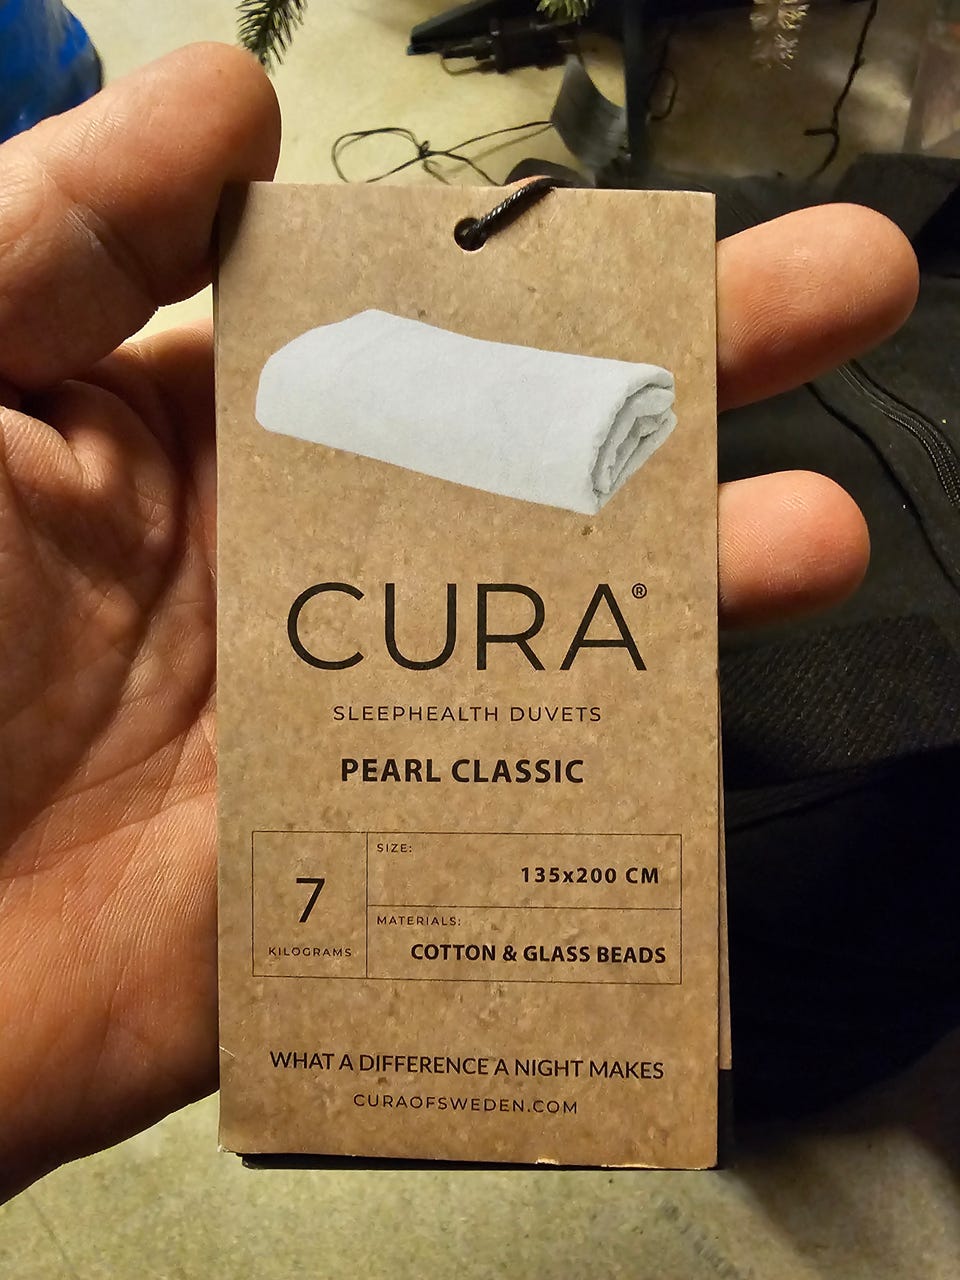 CURA®
SLEEPHEALTH DUVETS
PEARL CLASSIC
7
KILOGRAMS
SIZE:
135x200 CM
MATERIALS:
COTTON & GLASS BEADS
WHAT A DIFFERENCE A NIGHT MAKES
CURAOFSWEDEN.COM